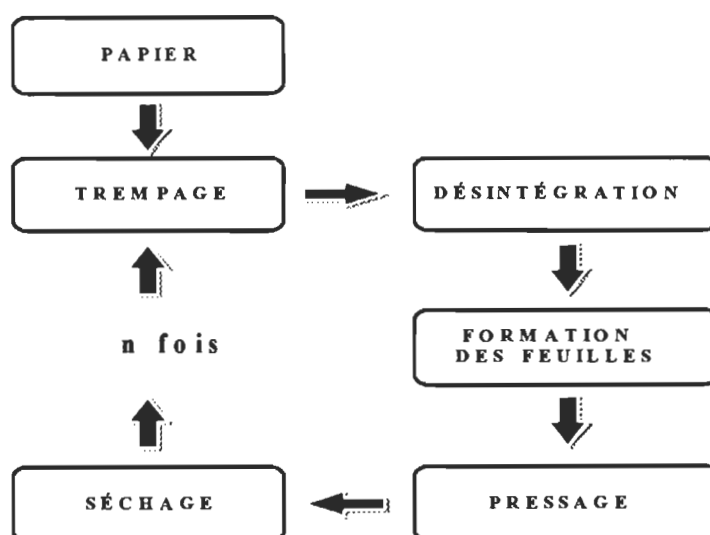 PAPIER
TREMPAGE
DÉSINTÉGRATION
n fois
FORMATION
DES FEUILLES
SÉCHAGE
PRESSAGE